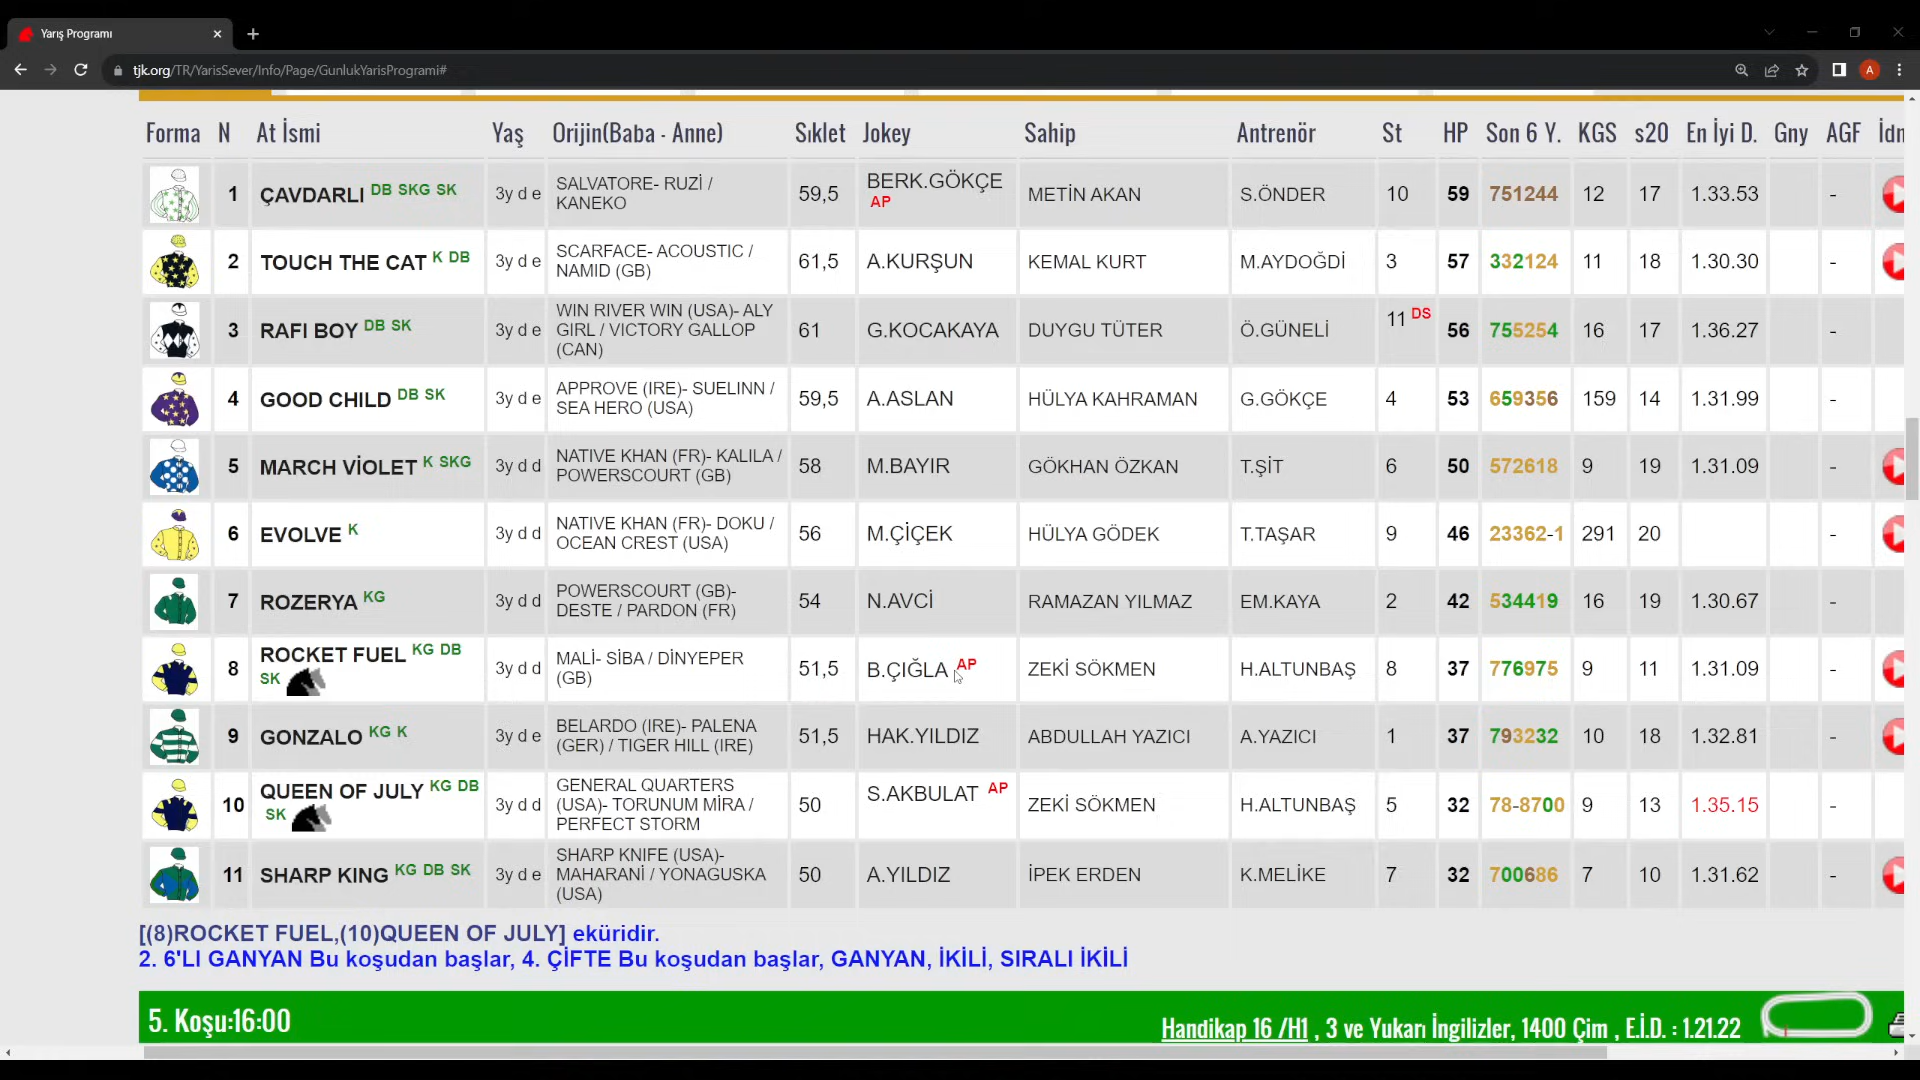 Yarış Programı
tjk.org/TR/YarisSever/Info/Page/GunlukYarisProgrami#
A
Forma N At İsmi Yaş Orijin(Baba - Anne) Sıklet Jokey Sahip Antrenör St HP Son 6 Y. KGS s20 En İyi D. Gny AGF İdm
1 ÇAVDARLI DB SKG SK 3y d e SALVATORE- RUZİ / KANEKO 59,5 BERK.GÖKÇE AP METİN AKAN S.ÖNDER 10 59 751244 12 17 1.33.53 -
2 TOUCH THE CAT K DB 3y d e SCARFACE- ACOUSTIC / NAMID (GB) 61,5 A.KURŞUN KEMAL KURT M.AYDOĞDİ 3 57 332124 11 18 1.30.30 -
3 RAFI BOY DB SK 3y d e WIN RIVER WIN (USA)- ALY GIRL / VICTORY GALLOP (CAN) 61 G.KOCAKAYA DUYGU TÜTER Ö.GÜNELİ 11 DS 56 755254 16 17 1.36.27 -
4 GOOD CHILD DB SK 3y d e APPROVE (IRE)- SUELINN / SEA HERO (USA) 59,5 A.ASLAN HÜLYA KAHRAMAN G.GÖKÇE 4 53 659356 159 14 1.31.99 -
5 MARCH VİOLET K SKG 3y d d NATIVE KHAN (FR)- KALILA / POWERSCOURT (GB) 58 M.BAYIR GÖKHAN ÖZKAN T.ŞİT 6 50 572618 9 19 1.31.09 -
6 EVOLVE K 3y d d NATIVE KHAN (FR)- DOKU / OCEAN CREST (USA) 56 M.ÇİÇEK HÜLYA GÖDEK T.TAŞAR 9 46 23362-1 291 20 -
7 ROZERYA KG 3y d d POWERSCOURT (GB)- DESTE / PARDON (FR) 54 N.AVCİ RAMAZAN YILMAZ EM.KAYA 2 42 534419 16 19 1.30.67 -
8 ROCKET FUEL KG DB SK 3y d d MALİ- SİBA / DİNYEPER (GB) 51,5 B.ÇIĞLA AP ZEKİ SÖKMEN H.ALTUNBAŞ 8 37 776975 9 11 1.31.09 -
9 GONZALO KG K 3y d e BELARDO (IRE)- PALENA (GER) / TIGER HILL (IRE) 51,5 HAK.YILDIZ ABDULLAH YAZICI A.YAZICI 1 37 793232 10 18 1.32.81 -
10 QUEEN OF JULY KG DB SK 3y d d GENERAL QUARTERS (USA)- TORUNUM MİRA / PERFECT STORM 50 S.AKBULAT AP ZEKİ SÖKMEN H.ALTUNBAŞ 5 32 78-8700 9 13 1.35.15 -
11 SHARP KING KG DB SK 3y d e SHARP KNIFE (USA)- MAHARANİ / YONAGUSKA (USA) 50 A.YILDIZ İPEK ERDEN K.MELİKE 7 32 700686 7 10 1.31.62 -
[(8)ROCKET FUEL,(10)QUEEN OF JULY] eküridir.
2. 6'LI GANYAN Bu koşudan başlar, 4. ÇİFTE Bu koşudan başlar, GANYAN, İKİLİ, SIRALI İKİLİ
5. Koşu:16:00 Handikap 16 /H1 , 3 ve Yukarı İngilizler, 1400 Çim , E.İ.D. : 1.21.22